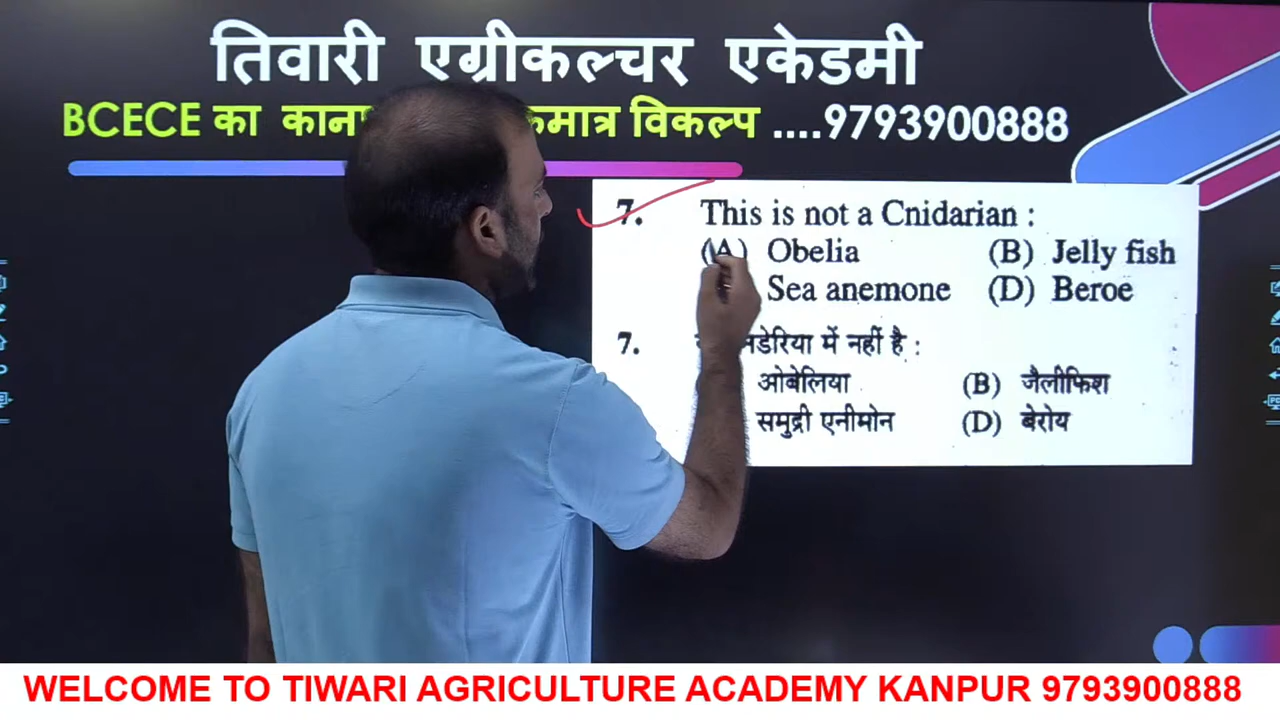 तिवारी एग्रीकल्चर एकेडमी
BCECE का विकल्प ....9793900888
7. This is not a Cnidarian :
(A) Obelia (B) Jelly fish
Sea anemone (D) Beroe
7. में नहीं है :
ओबेलिया (B) जैलीफिश
समुद्री एनीमोन (D) बेरोय
WELCOME TO TIWARI AGRICULTURE ACADEMY KANPUR 9793900888